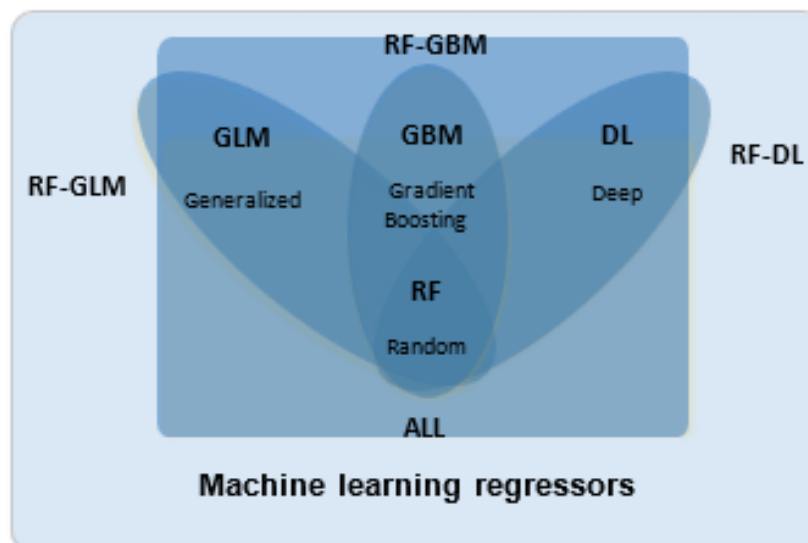 RF-GBM
GLM
GBM
DL
RF-GLM
RF-DL
Generalized
Gradient
Boosting
Deep
RF
Random
ALL
Machine learning regressors